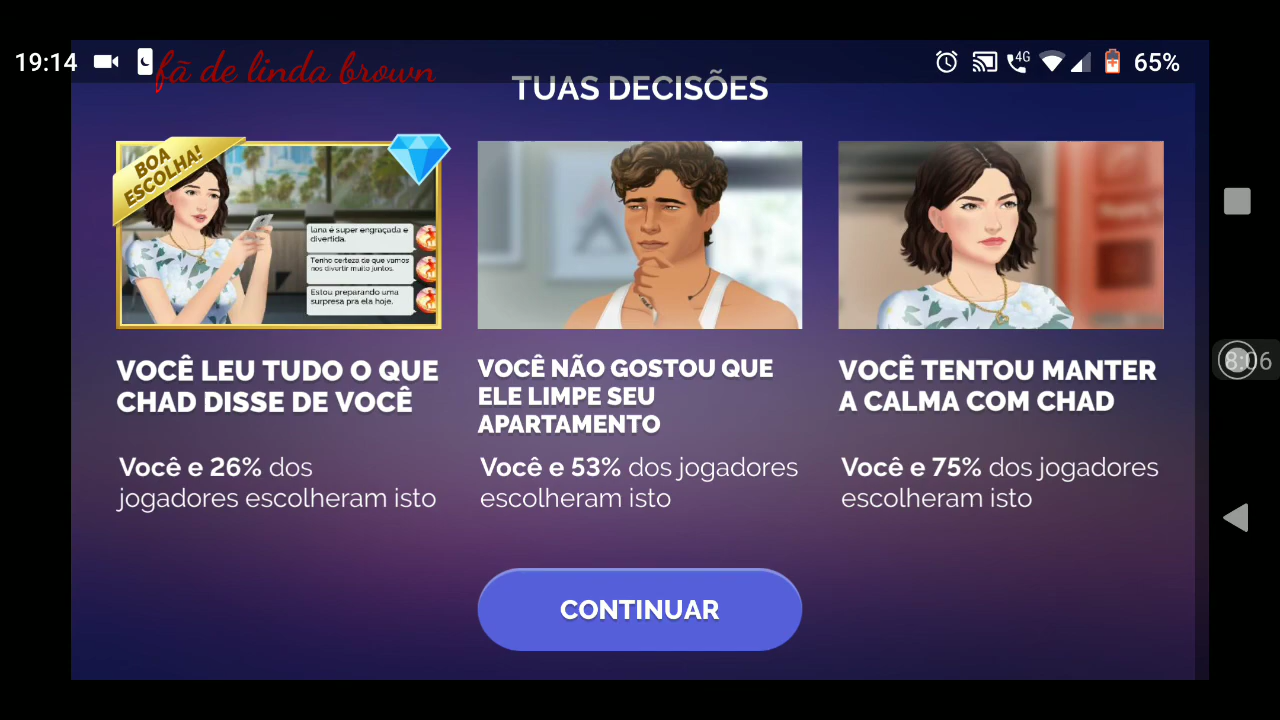 19:14
fã de linda brown
4G
65%
TUAS DECISÕES
BOA
ESCOLHA!
Iana é super engraçada e
divertida.
Tenho certeza de que vamos
nos divertir muito juntos.
Estou preparando uma
surpresa pra ela hoje.
VOCÊ LEU TUDO O QUE
CHAD DISSE DE VOCÊ
Você e 26% dos
jogadores escolheram isto
VOCÊ NÃO GOSTOU QUE
ELE LIMPE SEU
APARTAMENTO
Você e 53% dos jogadores
escolheram isto
VOCÊ TENTOU MANTER
A CALMA COM CHAD
Você e 75% dos jogadores
escolheram isto
8:06
CONTINUAR